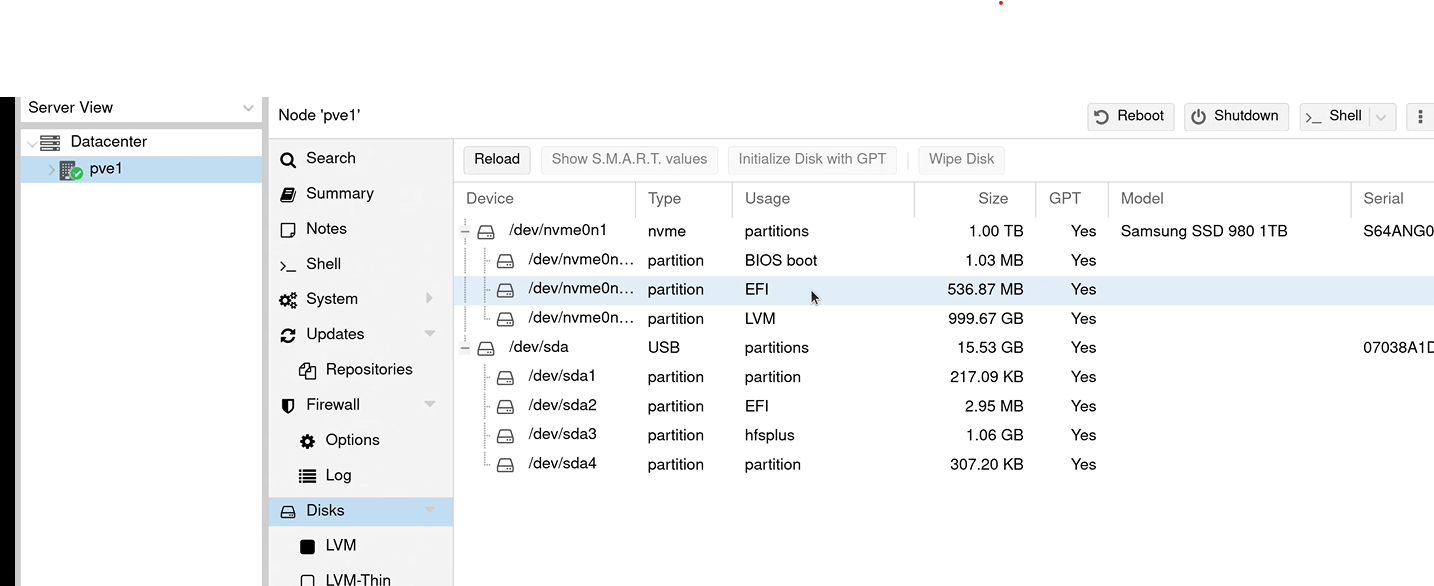 Server View
Node 'pve1'
Reboot
Shutdown
Shell
Datacenter
pve1
Search
Summary
Notes
Shell
System
Updates
Repositories
Firewall
Options
Log
Disks
LVM
LVM-Thin
Reload Show S.M.A.R.T. values Initialize Disk with GPT Wipe Disk
Device Type Usage Size GPT Model Serial
/dev/nvme0n1 nvme partitions 1.00 TB Yes Samsung SSD 980 1TB S64ANG0
/dev/nvme0n... partition BIOS boot 1.03 MB Yes
/dev/nvme0n... partition EFI 536.87 MB Yes
/dev/nvme0n... partition LVM 999.67 GB Yes
/dev/sda USB partitions 15.53 GB Yes 07038A1D
/dev/sda1 partition partition 217.09 KB Yes
/dev/sda2 partition EFI 2.95 MB Yes
/dev/sda3 partition hfsplus 1.06 GB Yes
/dev/sda4 partition partition 307.20 KB Yes